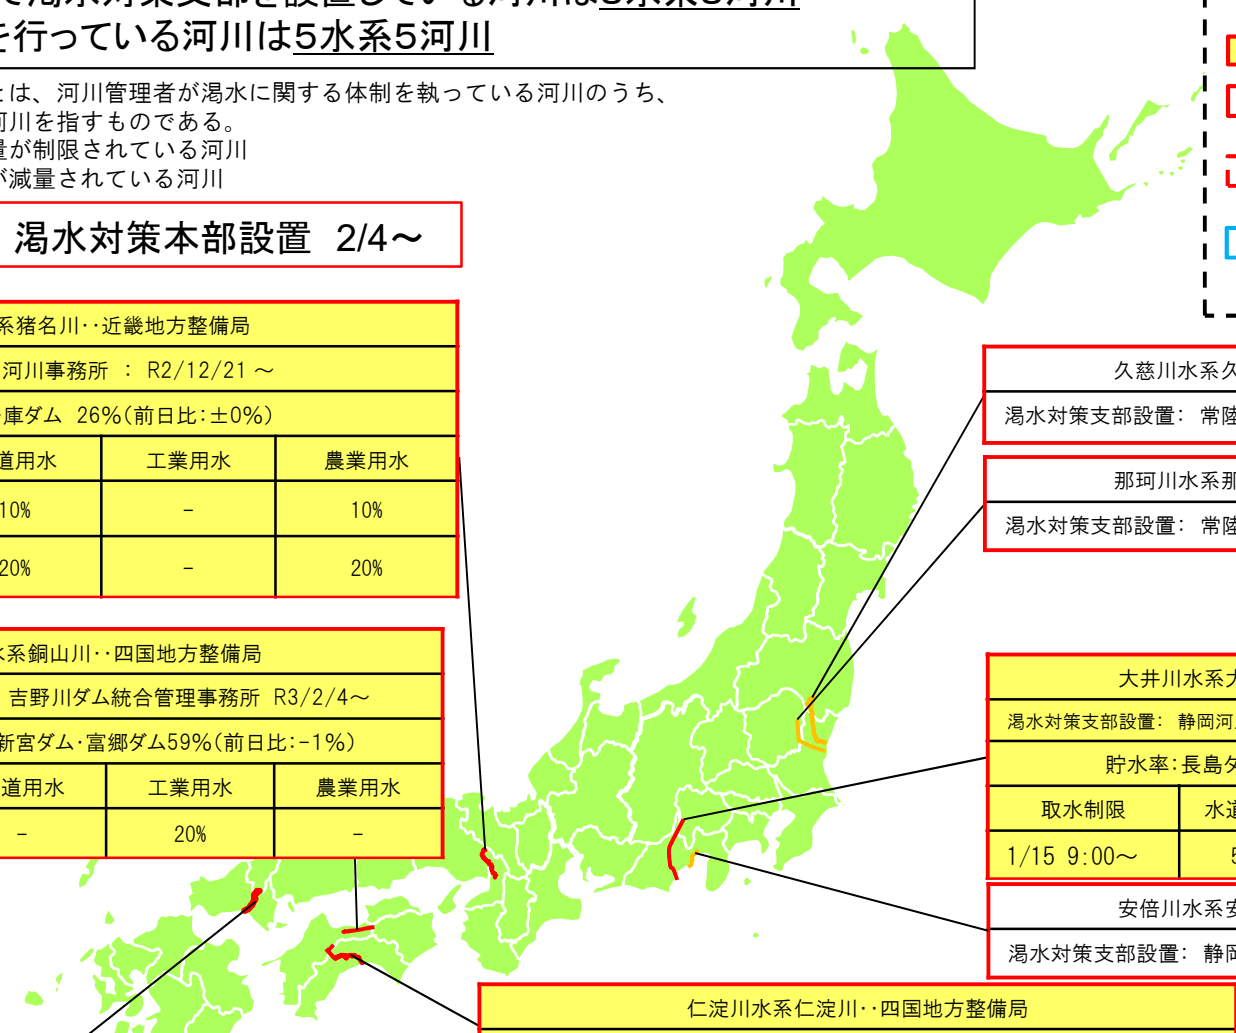 を行っている河川は5水系5河川
とは、河川管理者が渇水に関する体制を執っている河川のうち、
河川を指すものである。
量が制限されている河川
が減量されている河川
渇水対策本部設置 2/4～
系猪名川‥近畿地方整備局
河川事務所 : R2/12/21～
庫ダム 26%(前日比:±0%)
道用水 工業用水 農業用水
10% - 10%
20% - 20%
水系銅山川‥四国地方整備局
吉野川ダム統合管理事務所 R3/2/4～
新宮ダム・富郷ダム59%(前日比:-1%)
道用水 工業用水 農業用水
- 20% -
久慈川水系久
渇水対策支部設置: 常陸
那珂川水系那
渇水対策支部設置: 常陸
大井川水系大
渇水対策支部設置: 静岡河
貯水率:長島ダ
取水制限 水道
1/15 9:00～ 5
安倍川水系安
渇水対策支部設置: 静岡
仁淀川水系仁淀川‥四国地方整備局